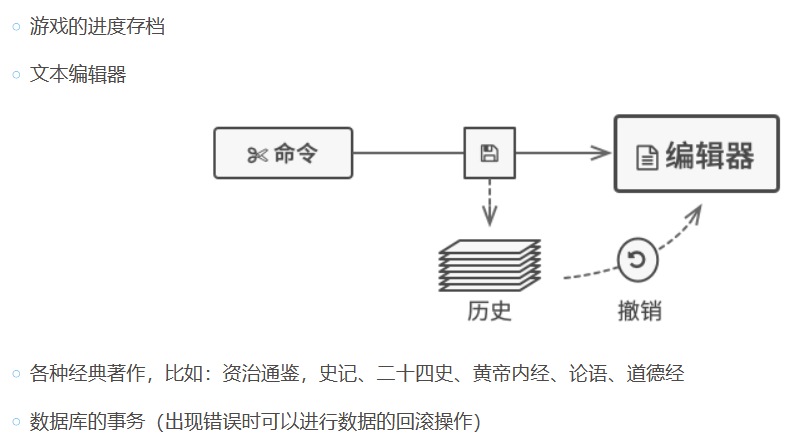 游戏的进度存档
文本编辑器
命令
编辑器
历史
撤销
各种经典著作，比如：资治通鉴，史记、二十四史、黄帝内经、论语、道德经
数据库的事务（出现错误时可以进行数据的回滚操作）